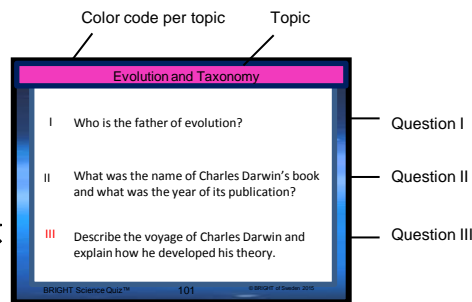 Color code per topic
Topic
Evolution and Taxonomy
I Who is the father of evolution?
Question I
II What was the name of Charles Darwin's book
and what was the year of its publication?
Question II
III Describe the voyage of Charles Darwin and
explain how he developed his theory.
Question III
BRIGHT Science Quiz™ 101 © BRIGHT of Sweden 2015